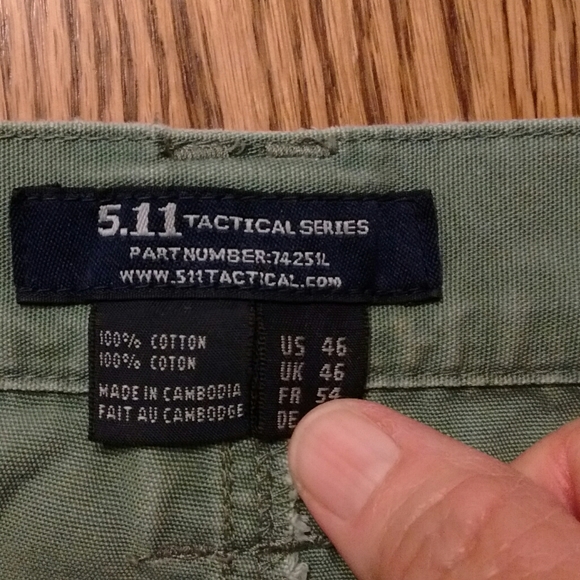 5.11 TACTICAL SERIES
PART NUMBER:74251L
WWW.511TACTICAL.COM
100% COTTON
100% COTON
MADE IN CAMBODIA
FAIT AU CAMBODGE
US 46
UK 46
FR 54
DE